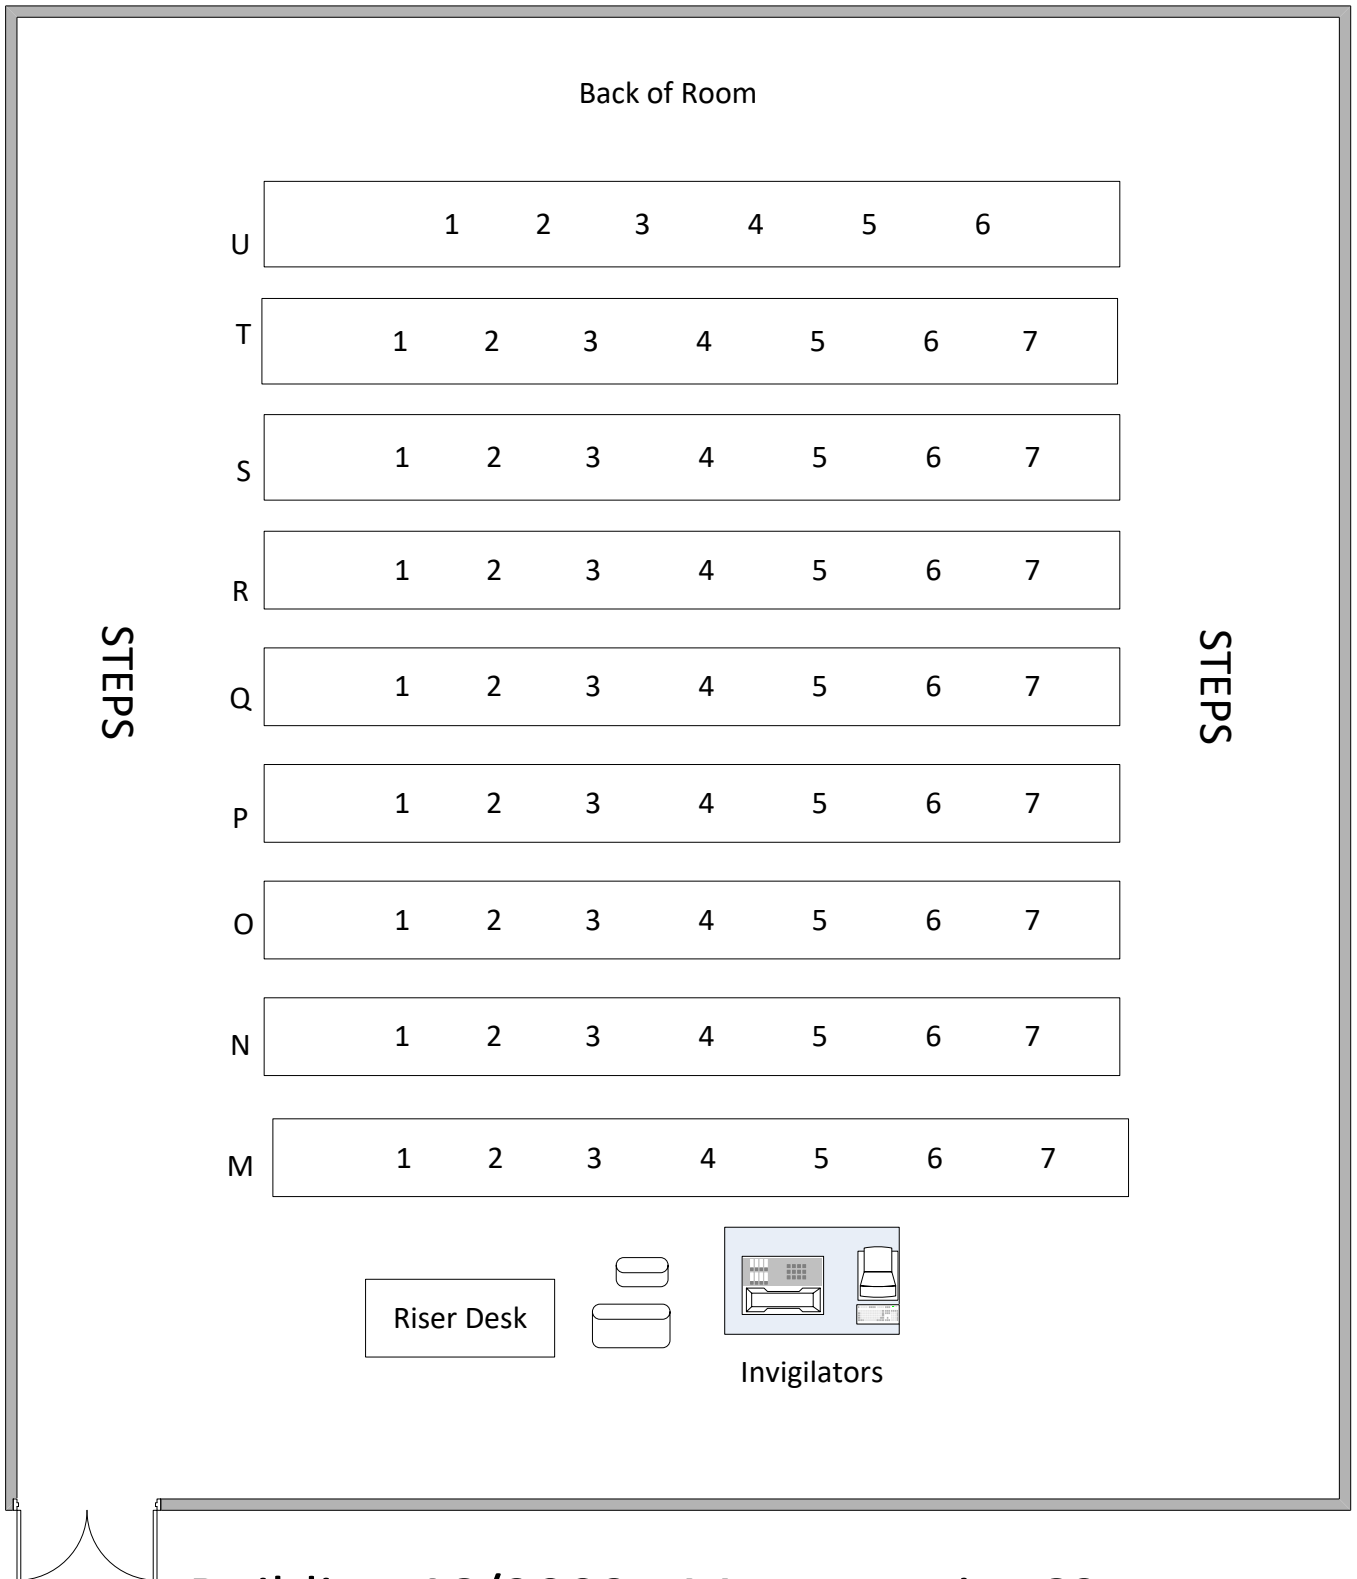 Back of Room
U 1 2 3 4 5 6
T 1 2 3 4 5 6 7
S 1 2 3 4 5 6 7
R 1 2 3 4 5 6 7
Q 1 2 3 4 5 6 7
P 1 2 3 4 5 6 7
O 1 2 3 4 5 6 7
N 1 2 3 4 5 6 7
M 1 2 3 4 5 6 7
STEPS
STEPS
Riser Desk
Invigilators